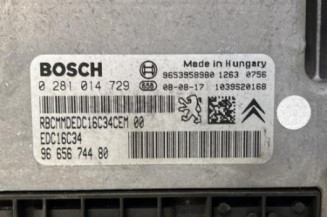 BOSCH
Made in Hungary
9653958980 1263 0756
0 281 014 729
08-08-17 1039S20168
RBCMMDEDC16C34CEM 00
EDC16C34
96 656 744 80